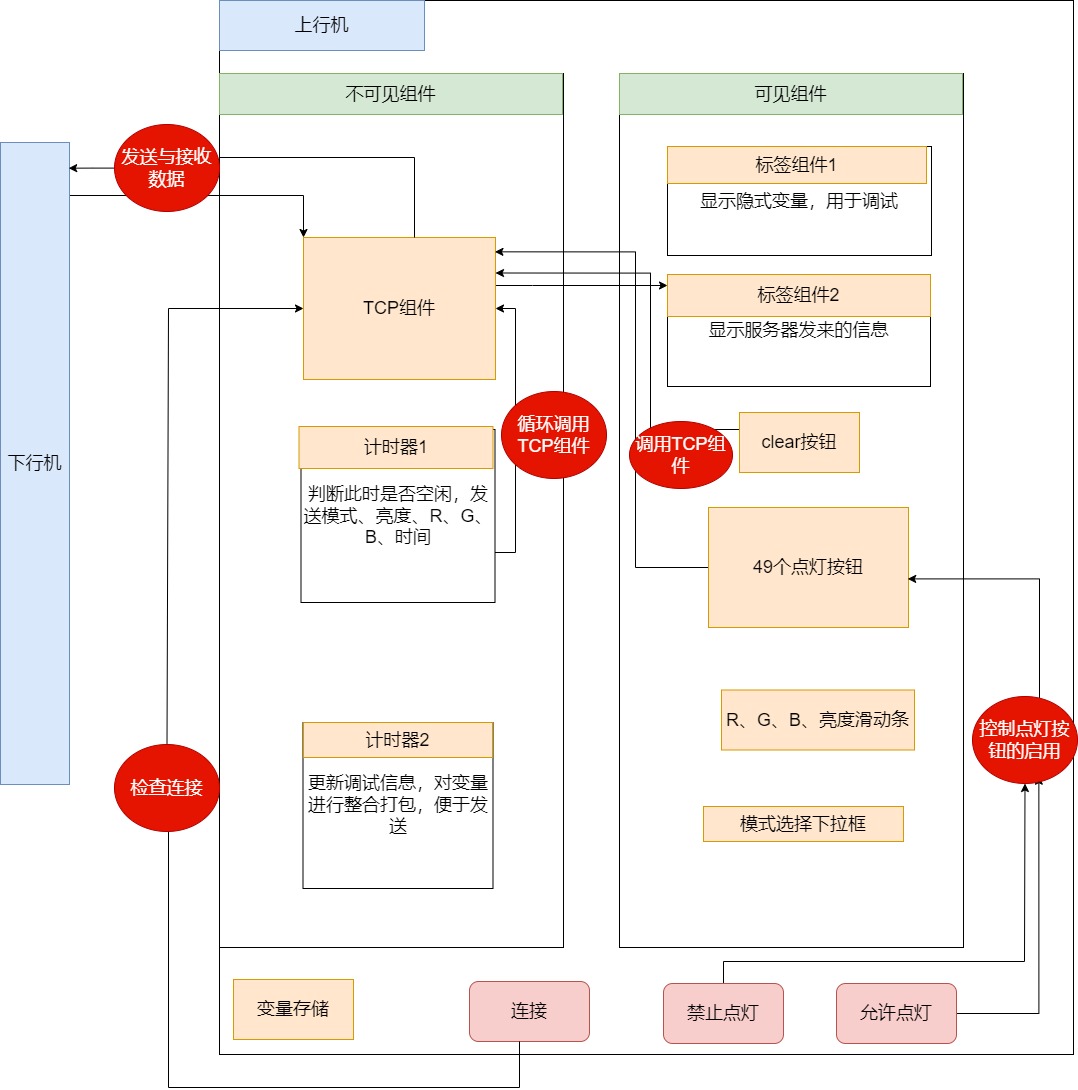 上行机
不可见组件
可见组件
发送与接收
数据
标签组件1
显示隐式变量，用于调试
TCP组件
标签组件2
显示服务器发来的信息
循环调用
TCP组件
调用TCP组
件
clear按钮
下行机
计时器1
判断此时是否空闲，发
送模式、亮度、R、G、
B、时间
49个点灯按钮
R、G、B、亮度滑动条
控制点灯按
钮的启用
计时器2
更新调试信息，对变量
进行整合打包，便于发
送
检查连接
模式选择下拉框
变量存储
连接
禁止点灯
允许点灯